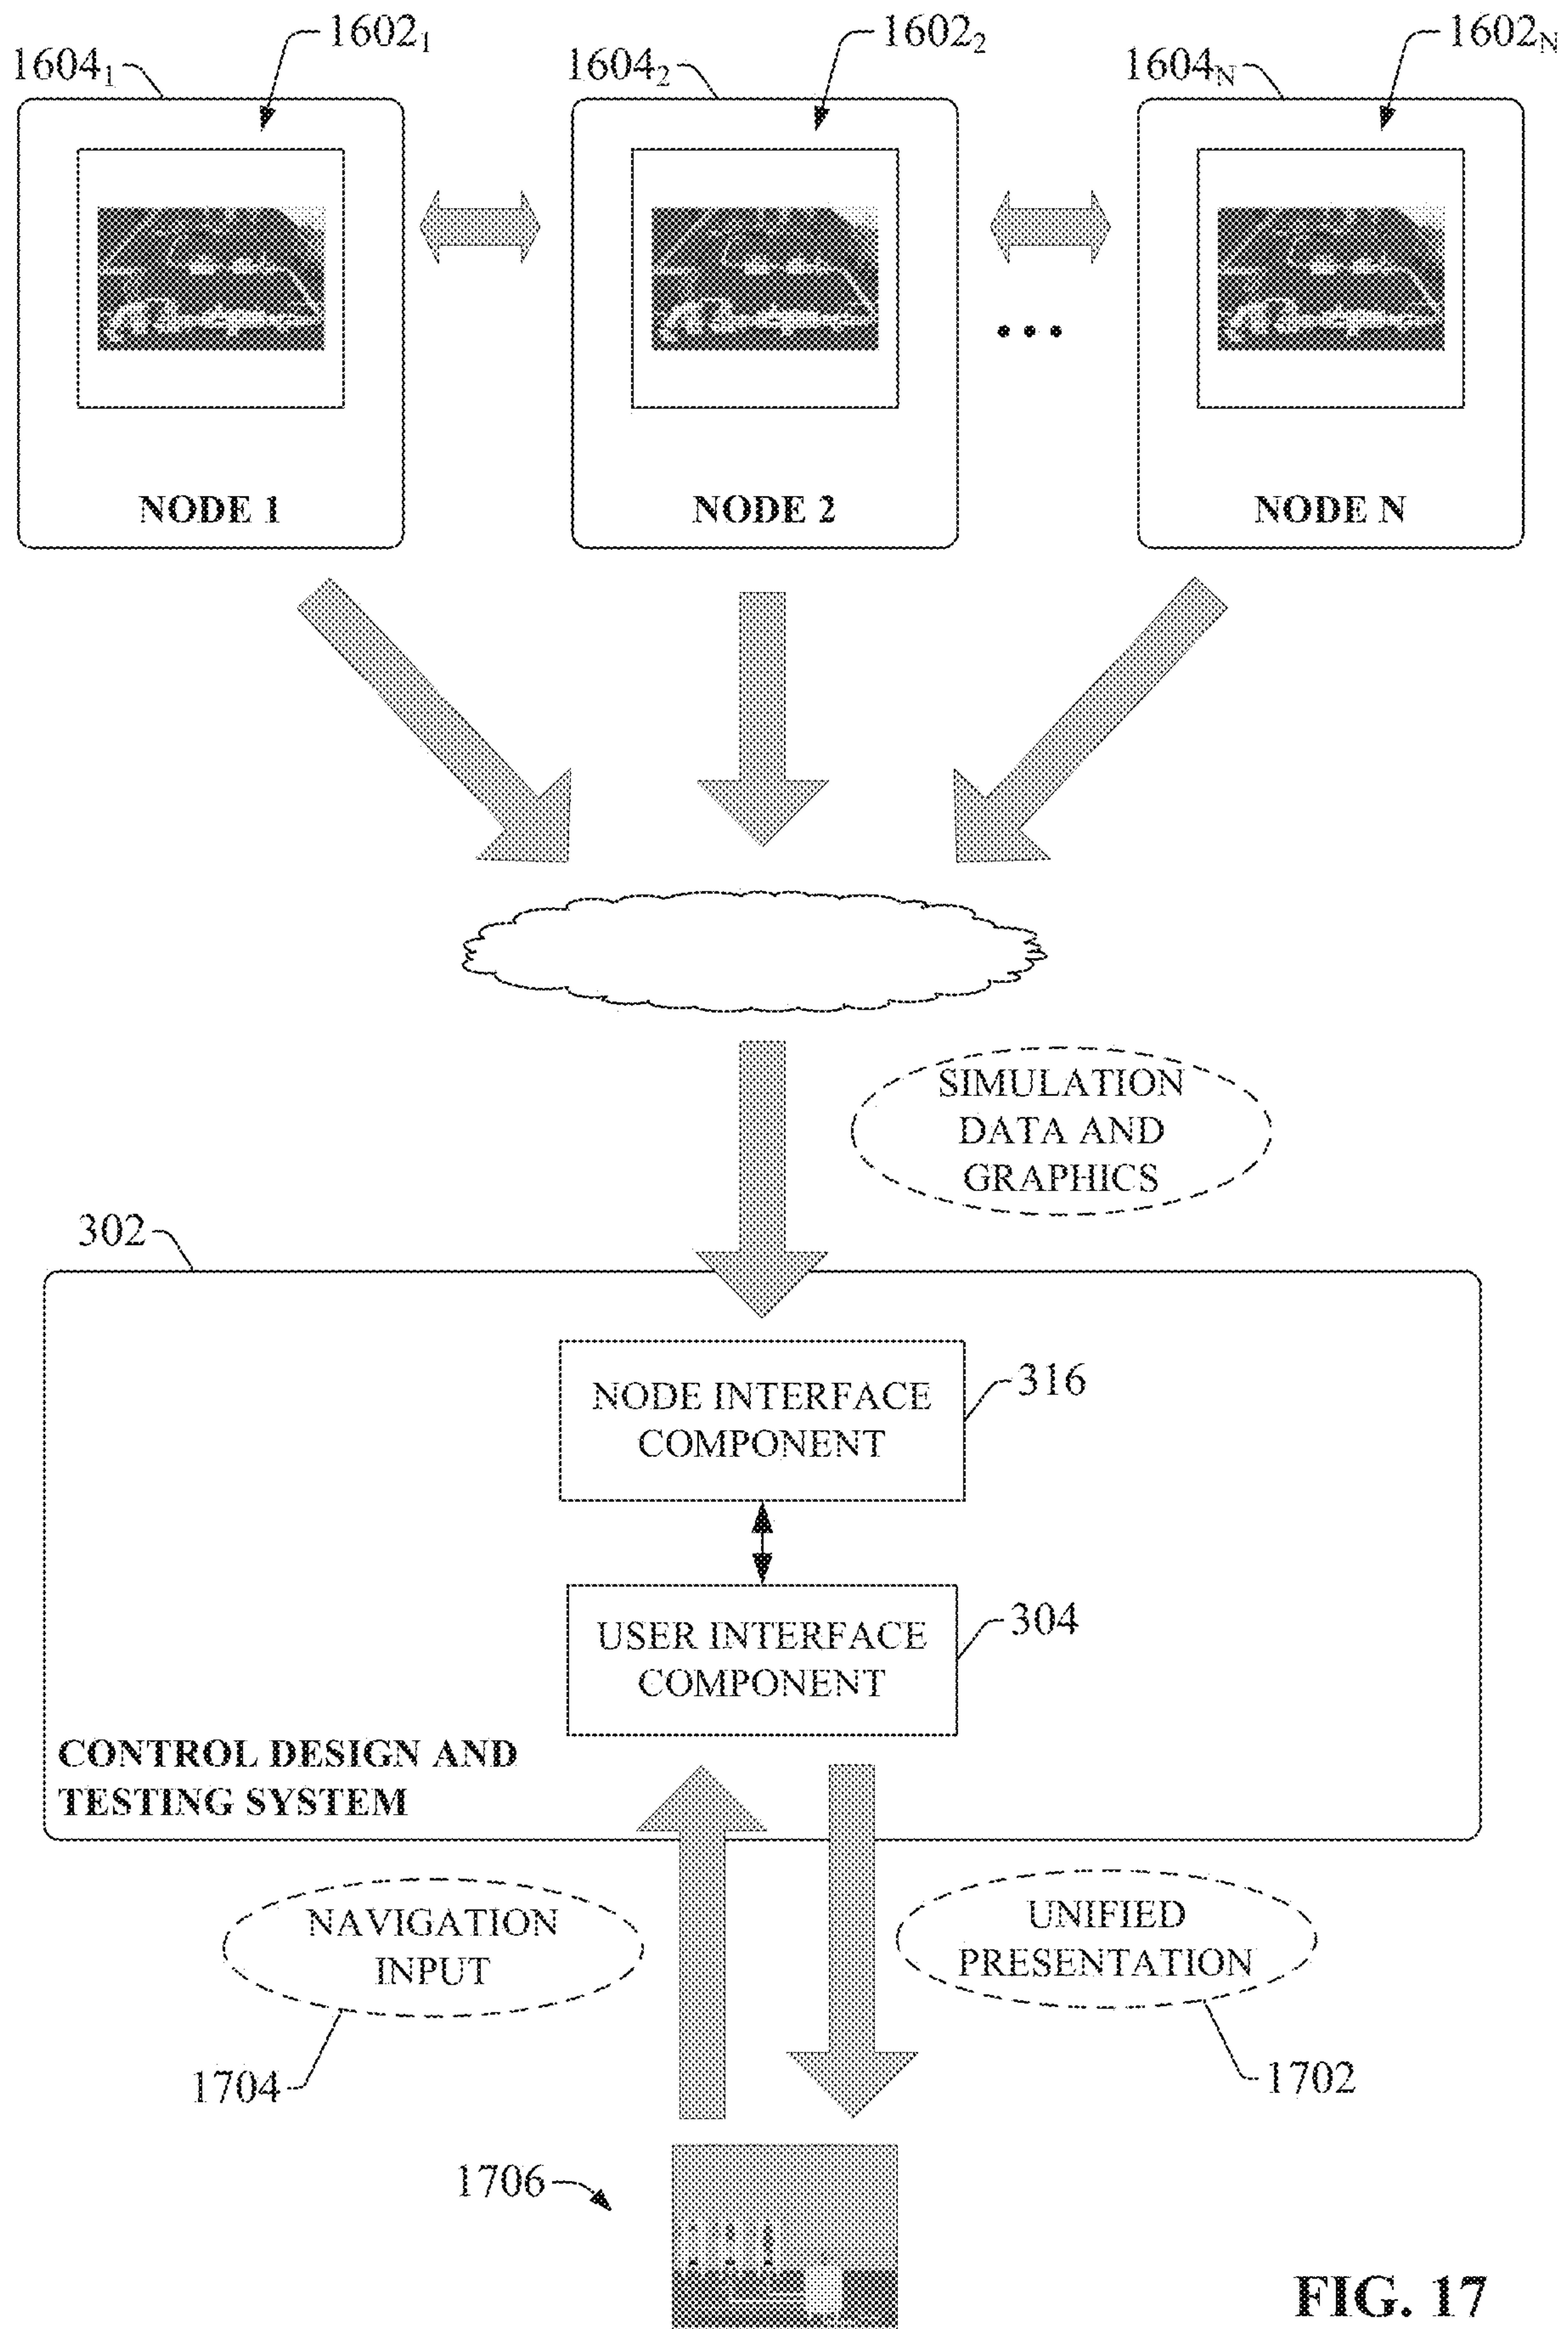 1602₁
1602₂
1602N
1604₁
1604₂
1604N
NODE 1
NODE 2
NODE N
SIMULATION
DATA AND
GRAPHICS
302
NODE INTERFACE
COMPONENT
316
USER INTERFACE
COMPONENT
304
CONTROL DESIGN AND
TESTING SYSTEM
NAVIGATION
INPUT
UNIFIED
PRESENTATION
1704
1702
1706
FIG. 17